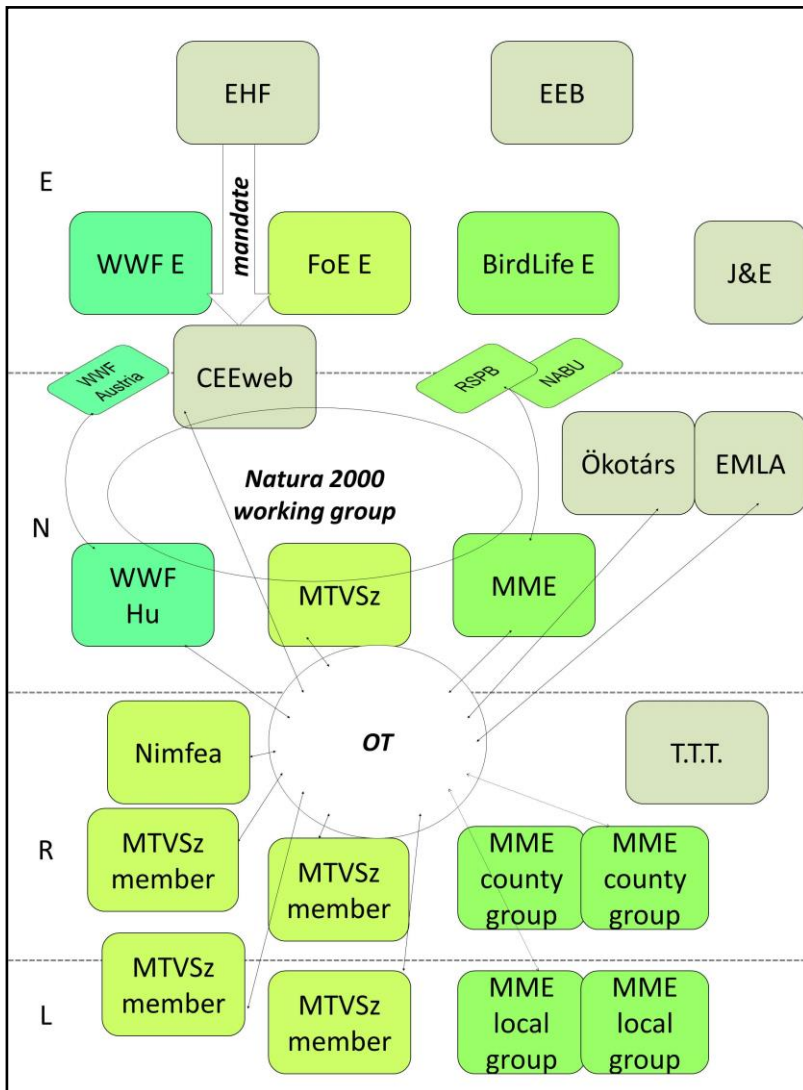 EHF
EEB
E
mandate
WWF E
FoE E
BirdLife E
J&E
WWF
Austria
CEEweb
RSPB
NABU
Ökotárs
EMLA
Natura 2000
working group
N
WWF
Hu
MTVSz
MME
OT
Nimfea
T.T.T.
R
MTVSz
member
MTVSz
member
MME
county
group
MME
county
group
MTVSz
member
L
MTVSz
member
MME
local
group
MME
local
group